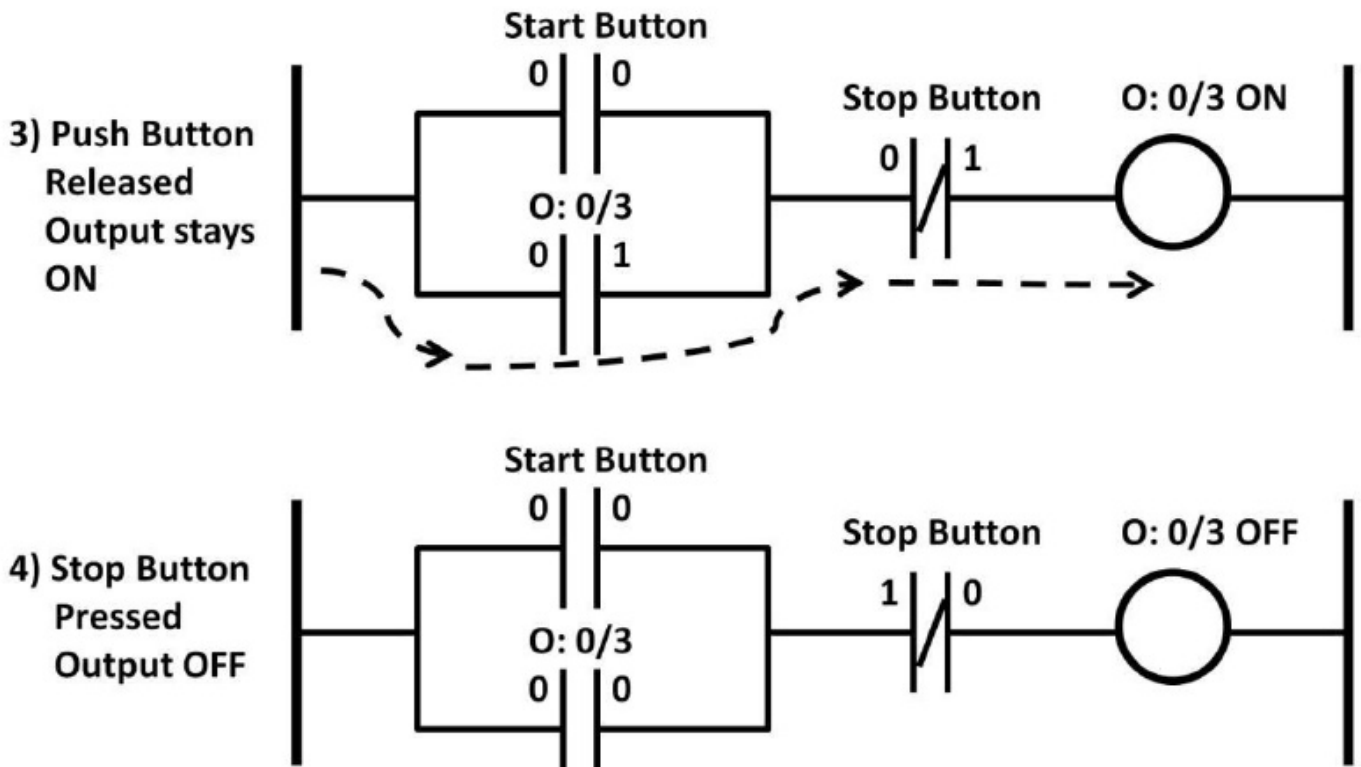 Start Button
0 0
3) Push Button
Released
Output stays
ON
Stop Button
0 1
O: 0/3 ON
O: 0/3
0 1
Start Button
0 0
4) Stop Button
Pressed
Output OFF
Stop Button
1 0
O: 0/3 OFF
O: 0/3
0 0